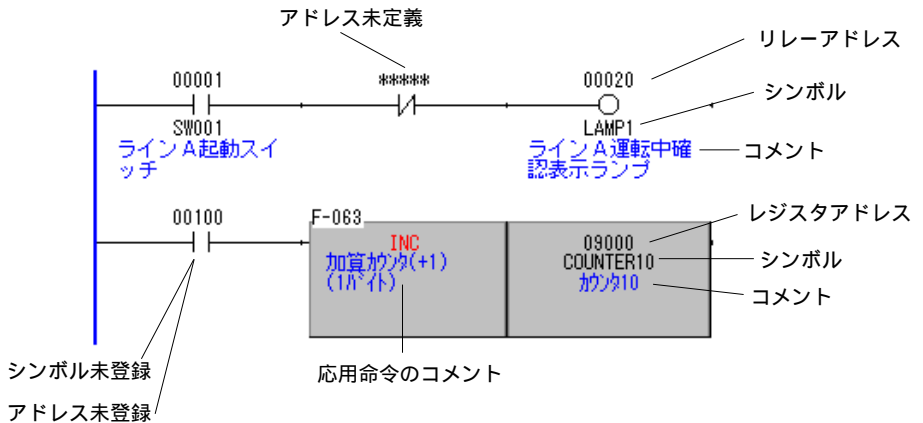 アドレス未定義
リレーアドレス
00001
*****
00020
シンボル
SW001
LAMP1
ラインA起動スイ
ッチ
ラインA運転中確
認表示ランプ
コメント
00100
F-063
レジスタアドレス
INC
09000
加算カウンタ(+1)
(1バイト)
COUNTER10
シンボル
カウンタ10
コメント
シンボル未登録
応用命令のコメント
アドレス未登録